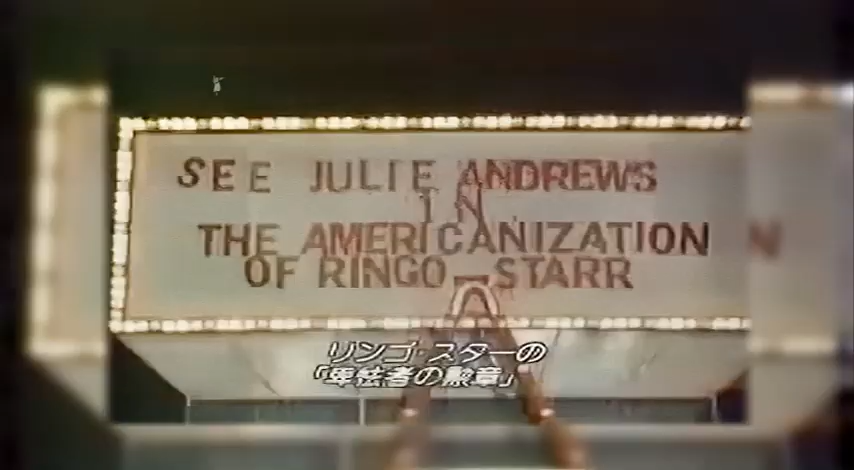 SEE JULIE ANDREWS
IN
THE AMERICANIZATION
OF RINGO STARR
リンゴ・スターの
「卑怯者の勲章」